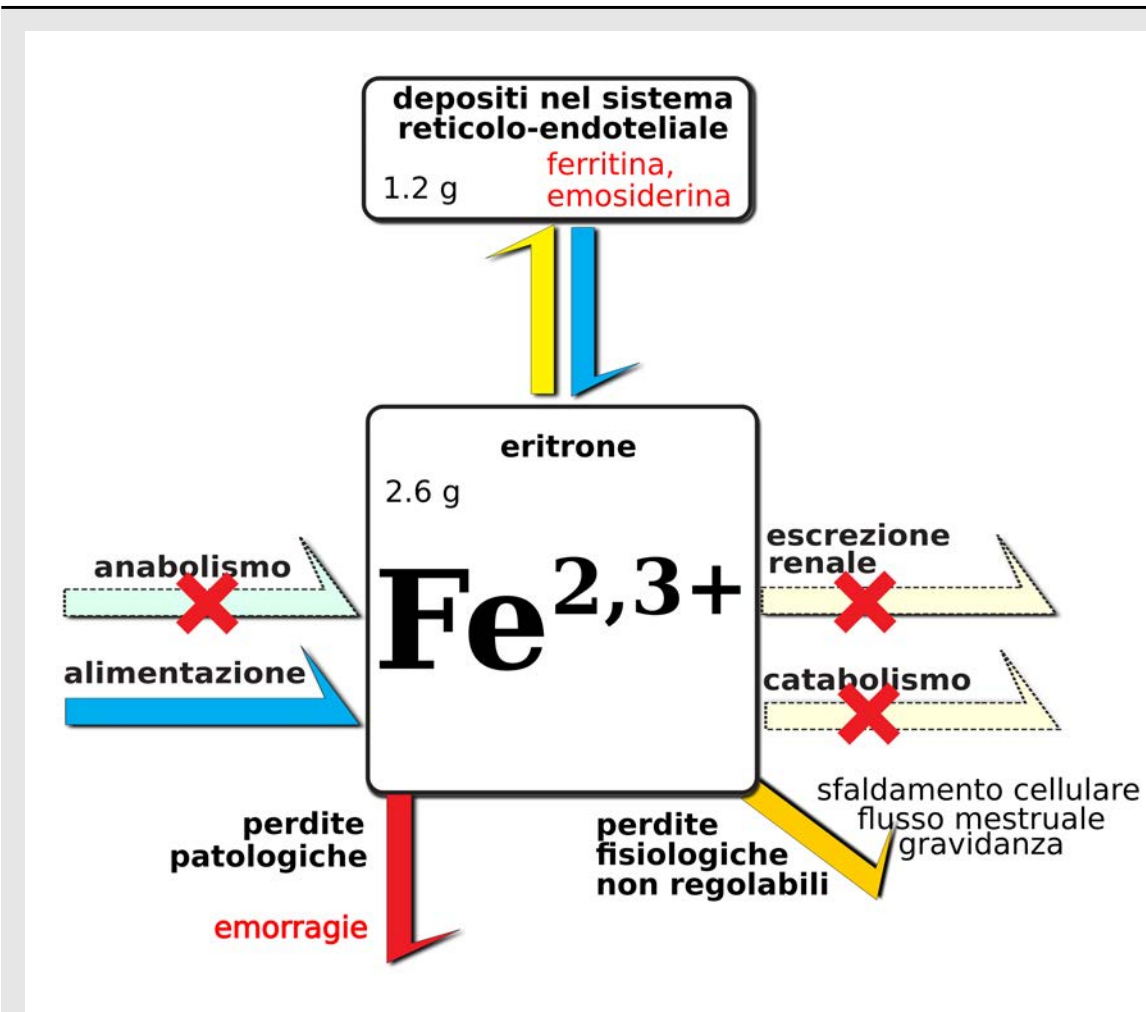 depositi nel sistema
reticolo-endoteliale
ferritina,
1.2 g
emosiderina
eritrone
2.6 g
Fe2,3+
anabolismo
alimentazione
escrezione
renale
catabolismo
perdite
patologiche
emorragie
perdite
fisiologiche
non regolabili
sfaldamento cellulare
flusso mestruale
gravidanza